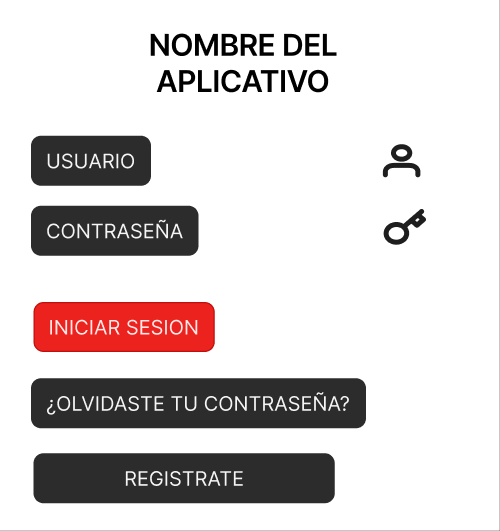 NOMBRE DEL
APLICATIVO
USUARIO
CONTRASEÑA
INICIAR SESION
¿OLVIDASTE TU CONTRASEÑA?
REGISTRATE